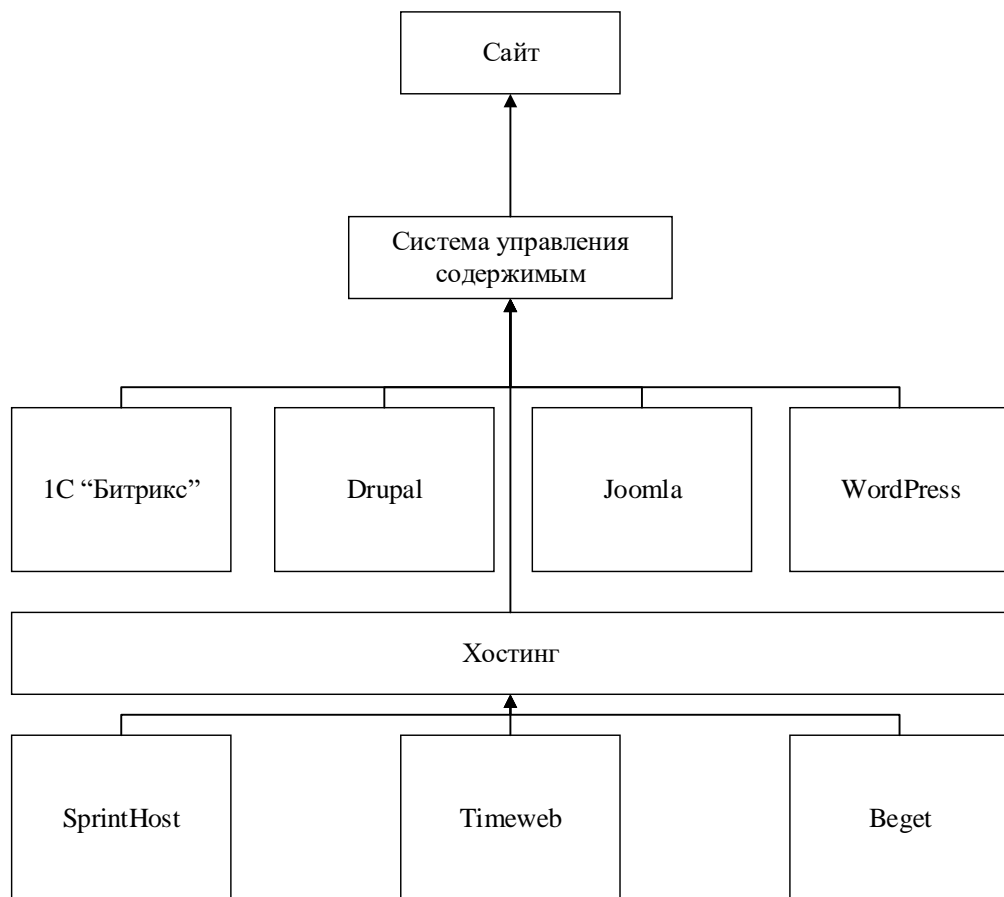 Сайт
Система управления
содержимым
1С “Битрикс”
Drupal
Joomla
WordPress
Хостинг
SprintHost
Timeweb
Beget